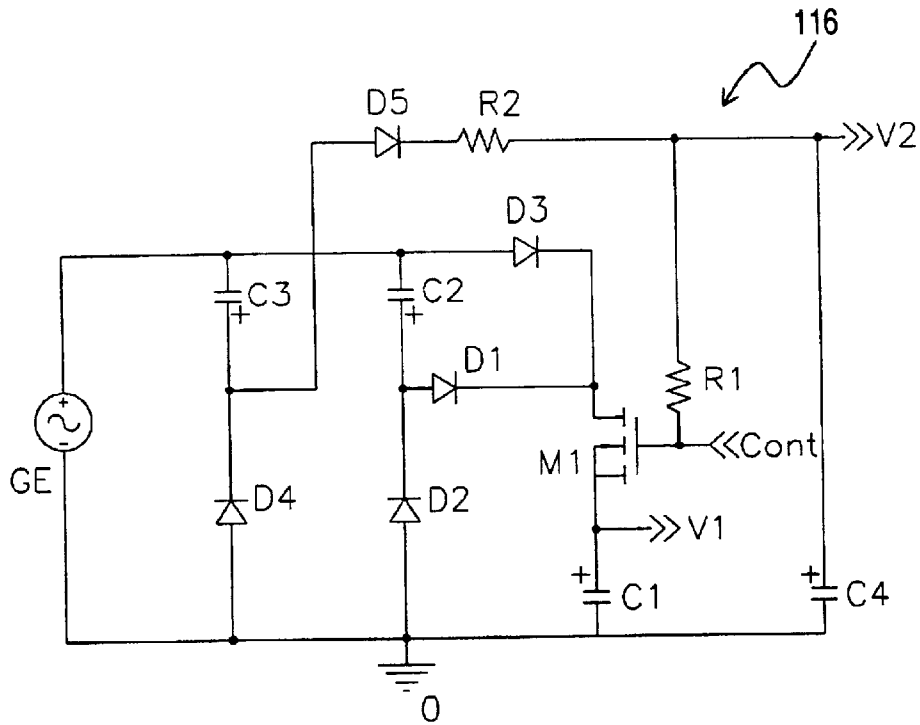 116
D5
R2
V2
D3
C3
+
C2
+
D1
R1
+
-
GE
M1
Cont
D4
D2
V1
+
C1
+
C4
0